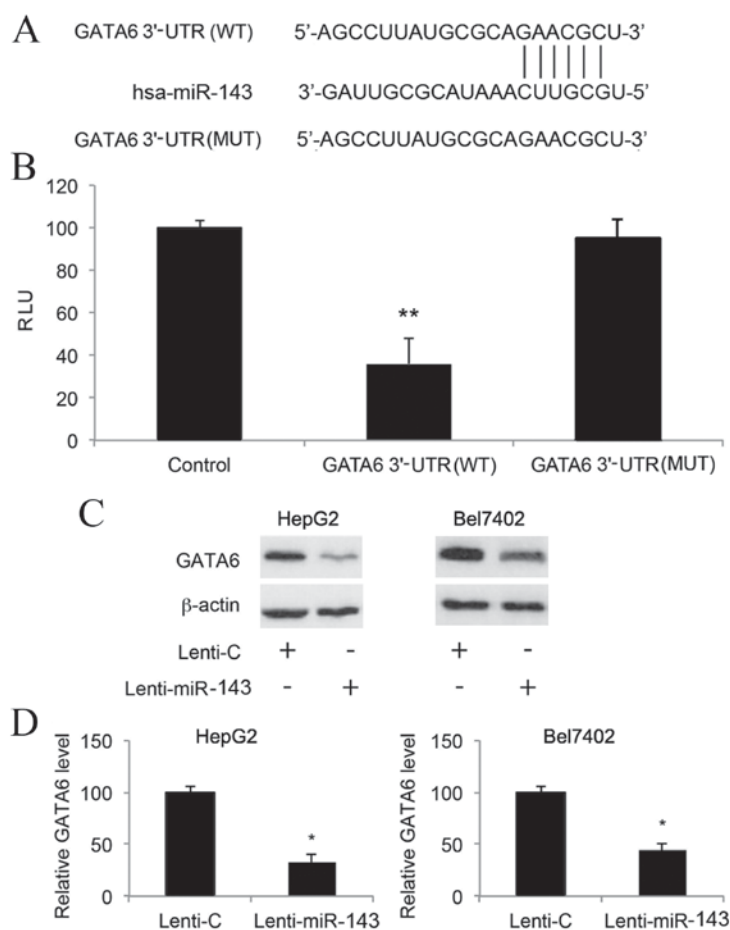 A
GATA6 3'-UTR (WT) 5'-AGCCUUAUGCGCAGAACGCU-3'
hsa-miR-143 3'-GAUUGCGCAUAAACUUGCGU-5'
GATA6 3'-UTR(MUT) 5'-AGCCUUAUGCGCAGAACGCU-3'
B
120
100
80
60
40
20
0
RLU
**
Control GATA6 3'-UTR(WT) GATA6 3'-UTR(MUT)
C
HepG2 Bel7402
GATA6
β-actin
Lenti-C + - + -
Lenti-miR-143 - + - +
D
HepG2
Relative GATA6 level
150
100
50
0
*
Lenti-C Lenti-miR-143
Bel7402
Relative GATA6 level
150
100
50
0
*
Lenti-C Lenti-miR-143